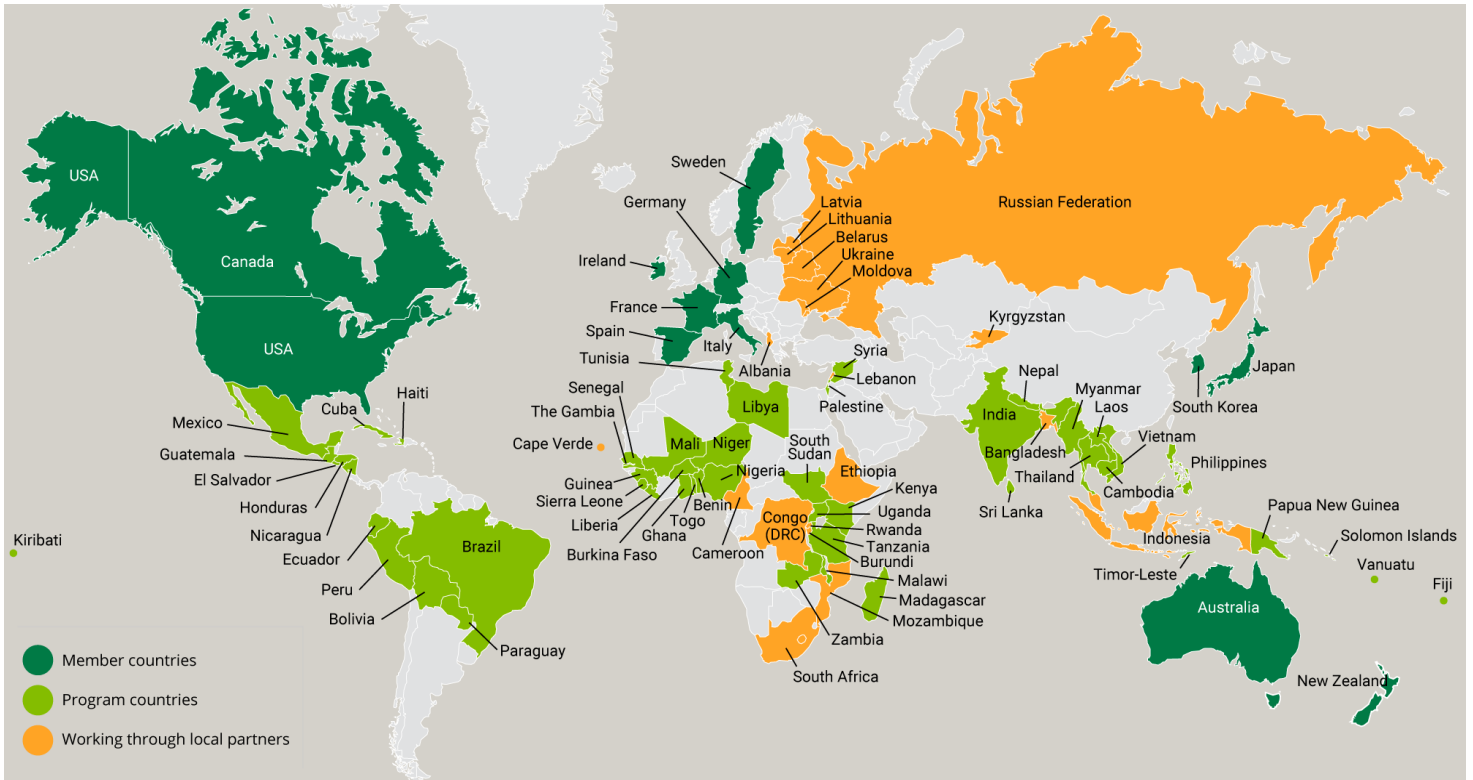 USA
Canada
USA
Mexico
Cuba
Haiti
Guatemala
El Salvador
Honduras
Nicaragua
Ecuador
Peru
Bolivia
Brazil
Paraguay
Kiribati
Sweden
Germany
Ireland
France
Spain
Italy
Tunisia
Albania
Latvia
Lithuania
Belarus
Ukraine
Moldova
Russian Federation
Kyrgyzstan
Syria
Lebanon
Palestine
Senegal
The Gambia
Cape Verde
Libya
Mali
Niger
South
Sudan
Ethiopia
Guinea
Sierra Leone
Liberia
Burkina Faso
Ghana
Togo
Benin
Nigeria
Cameroon
Congo
(DRC)
Kenya
Uganda
Rwanda
Tanzania
Burundi
Malawi
Madagascar
Mozambique
Zambia
South Africa
Nepal
India
Myanmar
Laos
Bangladesh
Thailand
Vietnam
Cambodia
Sri Lanka
Philippines
South Korea
Japan
Indonesia
Timor-Leste
Papua New Guinea
Solomon Islands
Vanuatu
Fiji
Australia
New Zealand
Member countries
Program countries
Working through local partners